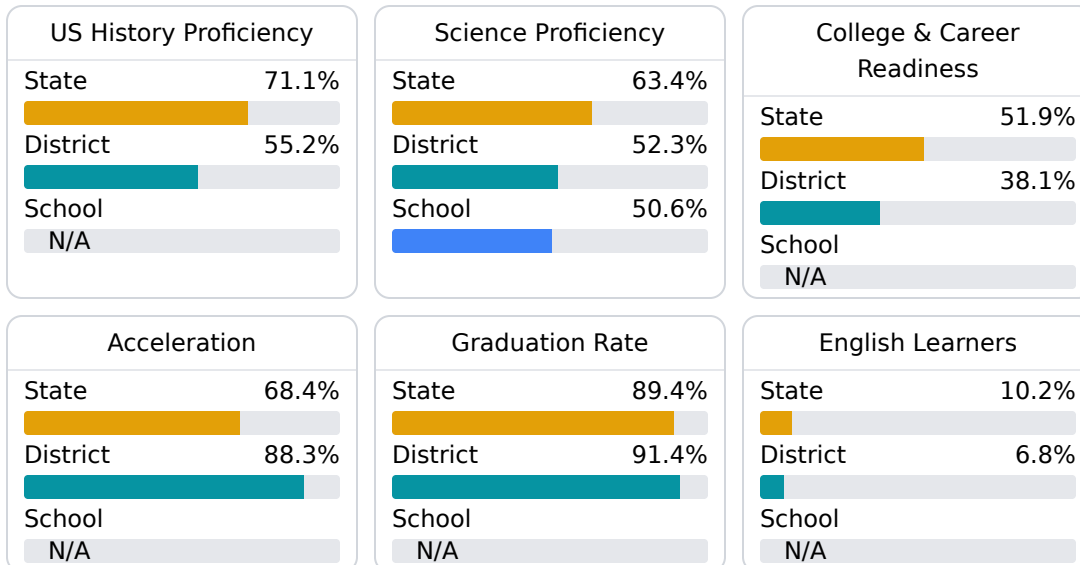 US History Proficiency
State 71.1%
District 55.2%
School
N/A
Science Proficiency
State 63.4%
District 52.3%
School 50.6%
College & Career
Readiness
State 51.9%
District 38.1%
School
N/A
Acceleration
State 68.4%
District 88.3%
School
N/A
Graduation Rate
State 89.4%
District 91.4%
School
N/A
English Learners
State 10.2%
District 6.8%
School
N/A